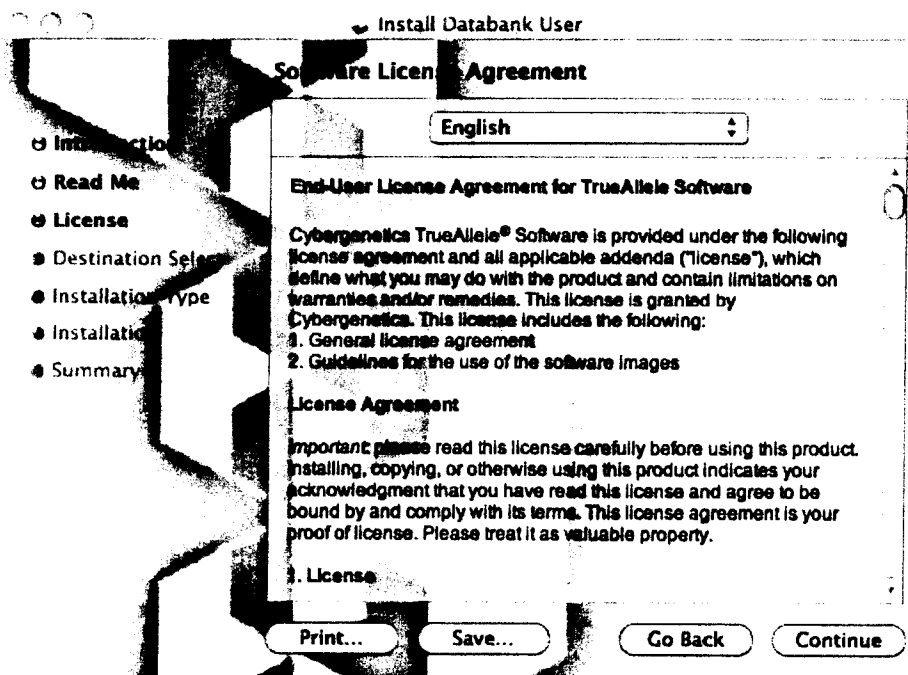 Install Databank User
Software License Agreement
English
Introduction
Read Me
License
Destination Select
Installation Type
Installation
Summary
End-User License Agreement for TrueAllele Software
Cybergenetics TrueAllele® Software is provided under the following
license agreement and all applicable addenda ("license"), which
define what you may do with the product and contain limitations on
warranties and/or remedies. This license is granted by
Cybergenetics. This license includes the following:
1. General license agreement
2. Guidelines for the use of the software images
License Agreement
Important: please read this license carefully before using this product.
Installing, copying, or otherwise using this product indicates your
acknowledgment that you have read this license and agree to be
bound by and comply with its terms. This license agreement is your
proof of license. Please treat it as valuable property.
1. License
Print...
Save...
Go Back
Continue